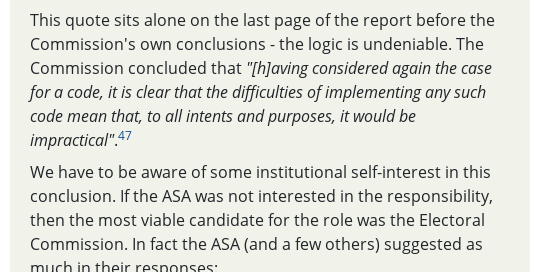 This quote sits alone on the last page of the report before the
Commission's own conclusions - the logic is undeniable. The
Commission concluded that "[h]aving considered again the case
for a code, it is clear that the difficulties of implementing any such
code mean that, to all intents and purposes, it would be
impractical".47
We have to be aware of some institutional self-interest in this
conclusion. If the ASA was not interested in the responsibility,
then the most viable candidate for the role was the Electoral
Commission. In fact the ASA (and a few others) suggested as
much in their responses: